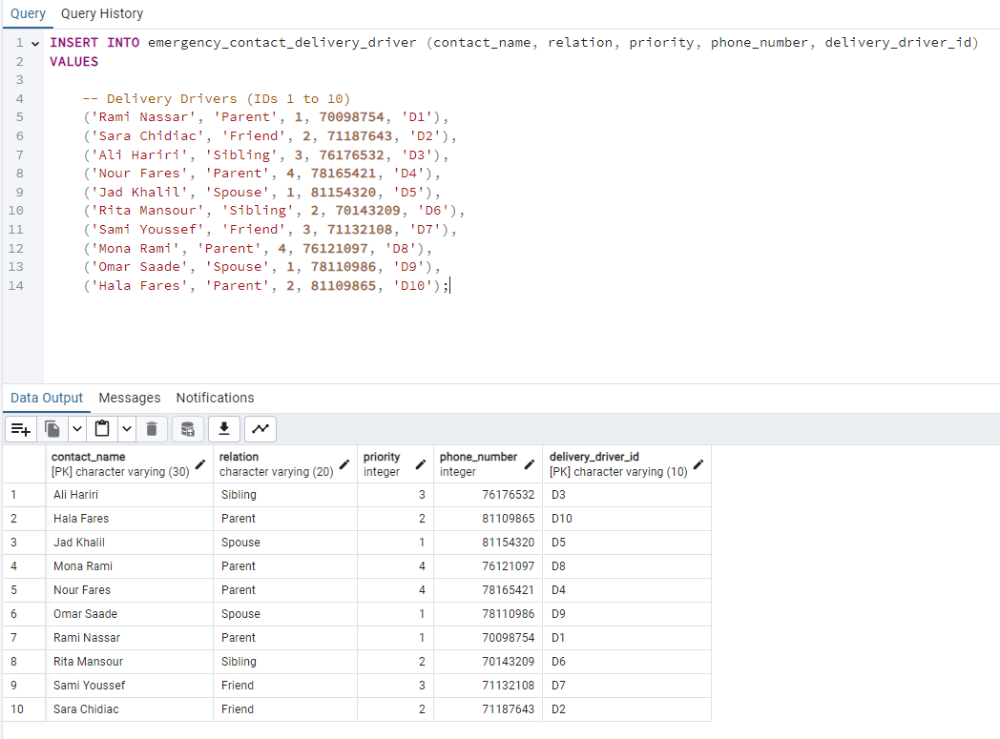 Query Query History
1 INSERT INTO emergency_contact_delivery_driver (contact_name, relation, priority, phone_number, delivery_driver_id)
2 VALUES
3
4 -- Delivery Drivers (IDs 1 to 10)
5 ('Rami Nassar', 'Parent', 1, 70098754, 'D1'),
6 ('Sara Chidiac', 'Friend', 2, 71187643, 'D2'),
7 ('Ali Hariri', 'Sibling', 3, 76176532, 'D3'),
8 ('Nour Fares', 'Parent', 4, 78165421, 'D4'),
9 ('Jad Khalil', 'Spouse', 1, 81154320, 'D5'),
10 ('Rita Mansour', 'Sibling', 2, 70143209, 'D6'),
11 ('Sami Youssef', 'Friend', 3, 71132108, 'D7'),
12 ('Mona Rami', 'Parent', 4, 76121097, 'D8'),
13 ('Omar Saade', 'Spouse', 1, 78110986, 'D9'),
14 ('Hala Fares', 'Parent', 2, 81109865, 'D10');
Data Output Messages Notifications
contact_name relation priority phone_number delivery_driver_id
[PK] character varying (30) character varying (20) integer integer [PK] character varying (10)
1 Ali Hariri Sibling 3 76176532 D3
2 Hala Fares Parent 2 81109865 D10
3 Jad Khalil Spouse 1 81154320 D5
4 Mona Rami Parent 4 76121097 D8
5 Nour Fares Parent 4 78165421 D4
6 Omar Saade Spouse 1 78110986 D9
7 Rami Nassar Parent 1 70098754 D1
8 Rita Mansour Sibling 2 70143209 D6
9 Sami Youssef Friend 3 71132108 D7
10 Sara Chidiac Friend 2 71187643 D2